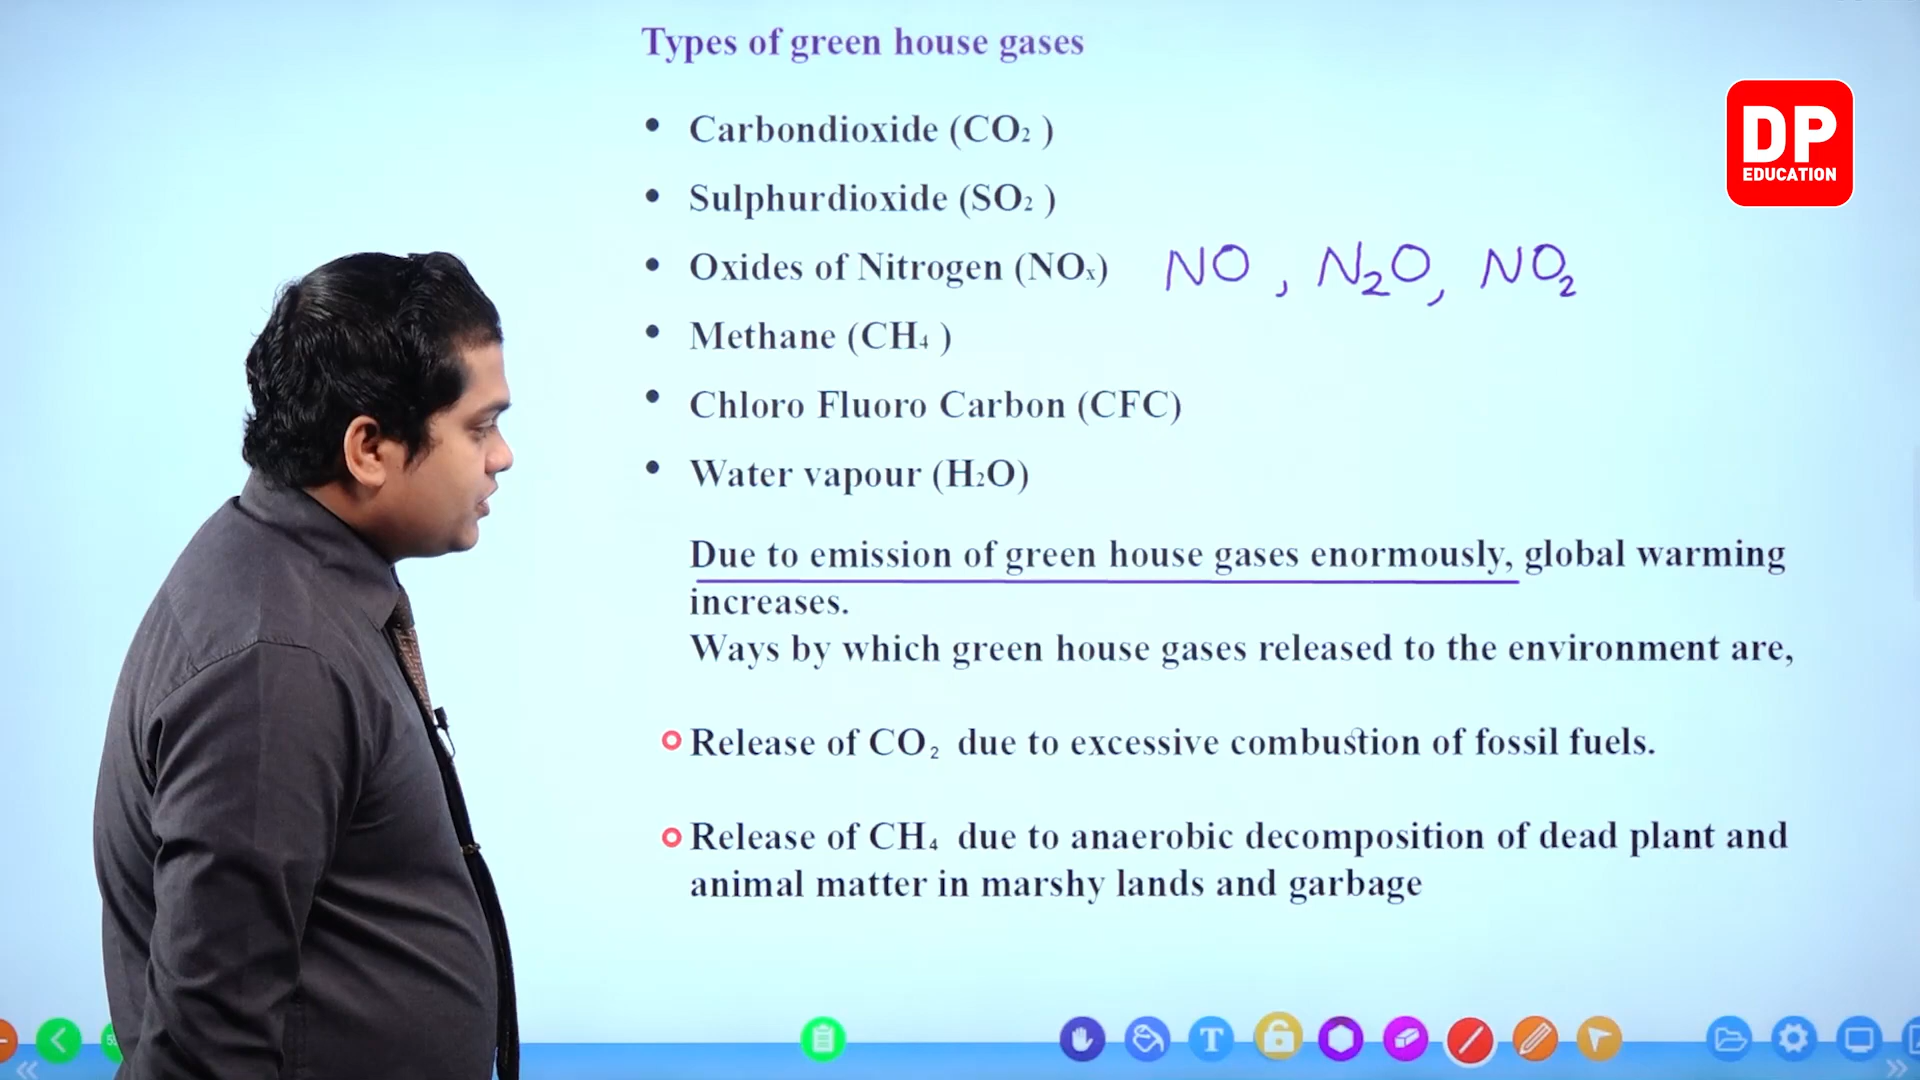 Types of green house gases
DP
EDUCATION
• Carbondioxide (CO₂ )
• Sulphurdioxide (SO₂ )
• Oxides of Nitrogen (NOₓ) NO , N₂O, NO₂
• Methane (CH₄ )
• Chloro Fluoro Carbon (CFC)
• Water vapour (H₂O)
Due to emission of green house gases enormously, global warming
increases.
Ways by which green house gases released to the environment are,
Release of CO₂ due to excessive combustion of fossil fuels.
Release of CH₄ due to anaerobic decomposition of dead plant and
animal matter in marshy lands and garbage
T